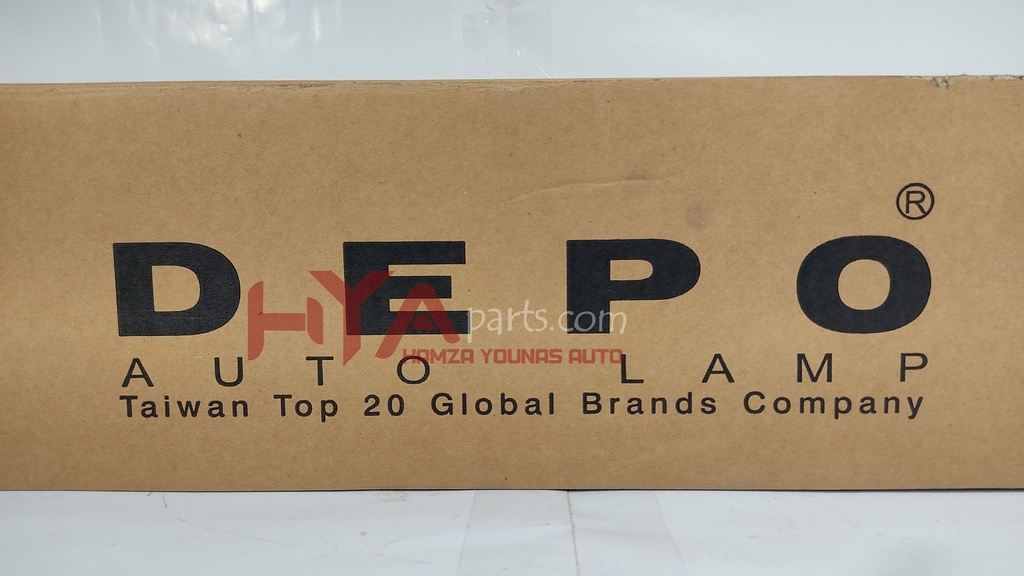 ®
DEPO
HYAparts.com
HAMZA YOUNAS AUTO
AUTO LAMP
Taiwan Top 20 Global Brands Company